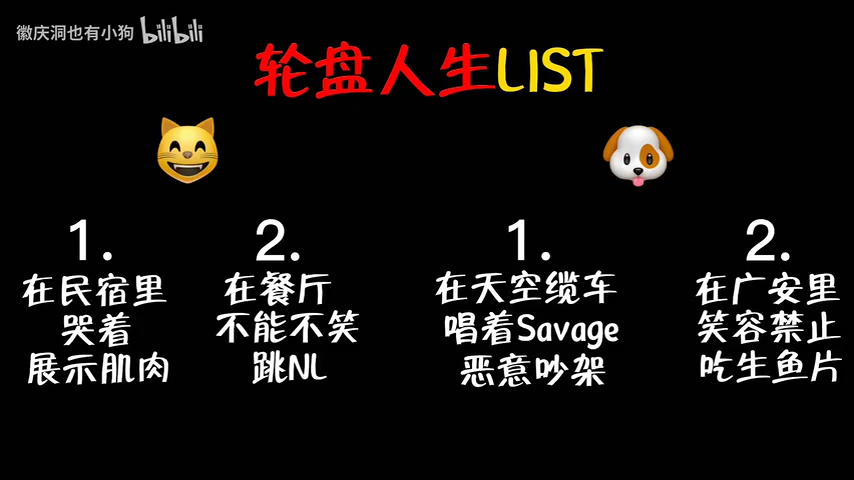 徽庆洞也有小狗 bilibili
轮盘人生LIST
1.
在民宿里
哭着
展示肌肉
2.
在餐厅
不能不笑
跳NL
1.
在天空缆车
唱着Savage
恶意吵架
2.
在广安里
笑容禁止
吃生鱼片